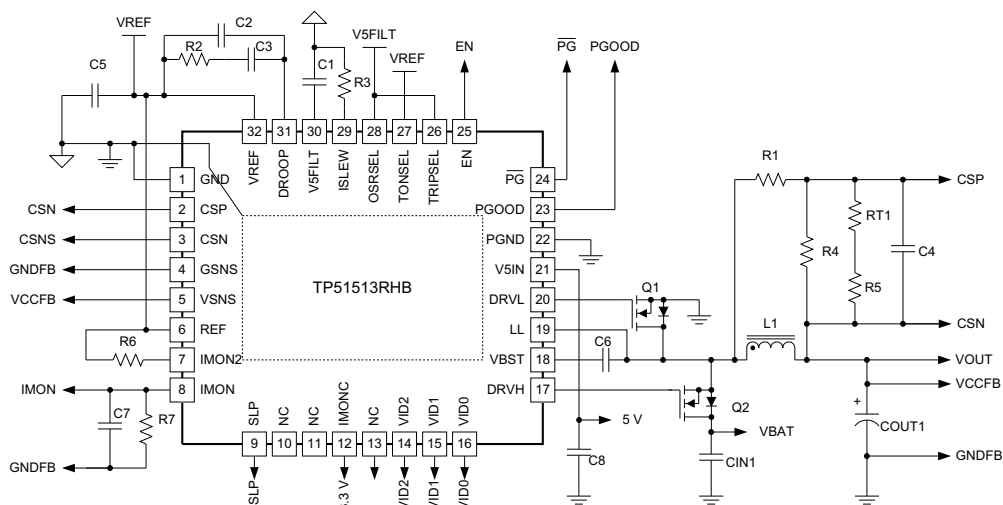 VREF
C2
R2
C3
C5
V5FILT
EN
PG
PGOOD
C1
R3
VREF
32
31
30
29
28
27
26
25
VREF
DROOP
V5FILT
ISLEW
OSRSEL
TONSEL
TRIPSEL
EN
1
GND
CSN
2
CSP
CSNS
3
CSN
GNDFB
4
GSNS
VCCFB
5
VSNS
6
REF
R6
7
IMON2
IMON
8
IMON
C7
R7
GNDFB
TP51513RHB
PG
24
PGOOD
23
PGND
22
V5IN
21
DRVL
20
LL
19
VBST
18
DRVH
17
SLP
NC
NC
IMONC
NC
VID2
VID1
VID0
9
10
11
12
13
14
15
16
SLP
.3 V
VID2
VID1
VID0
Q1
C6
Q2
5 V
C8
VBAT
CIN1
R1
CSP
RT1
R4
C4
R5
L1
CSN
VOUT
VCCFB
+
COUT1
GNDFB